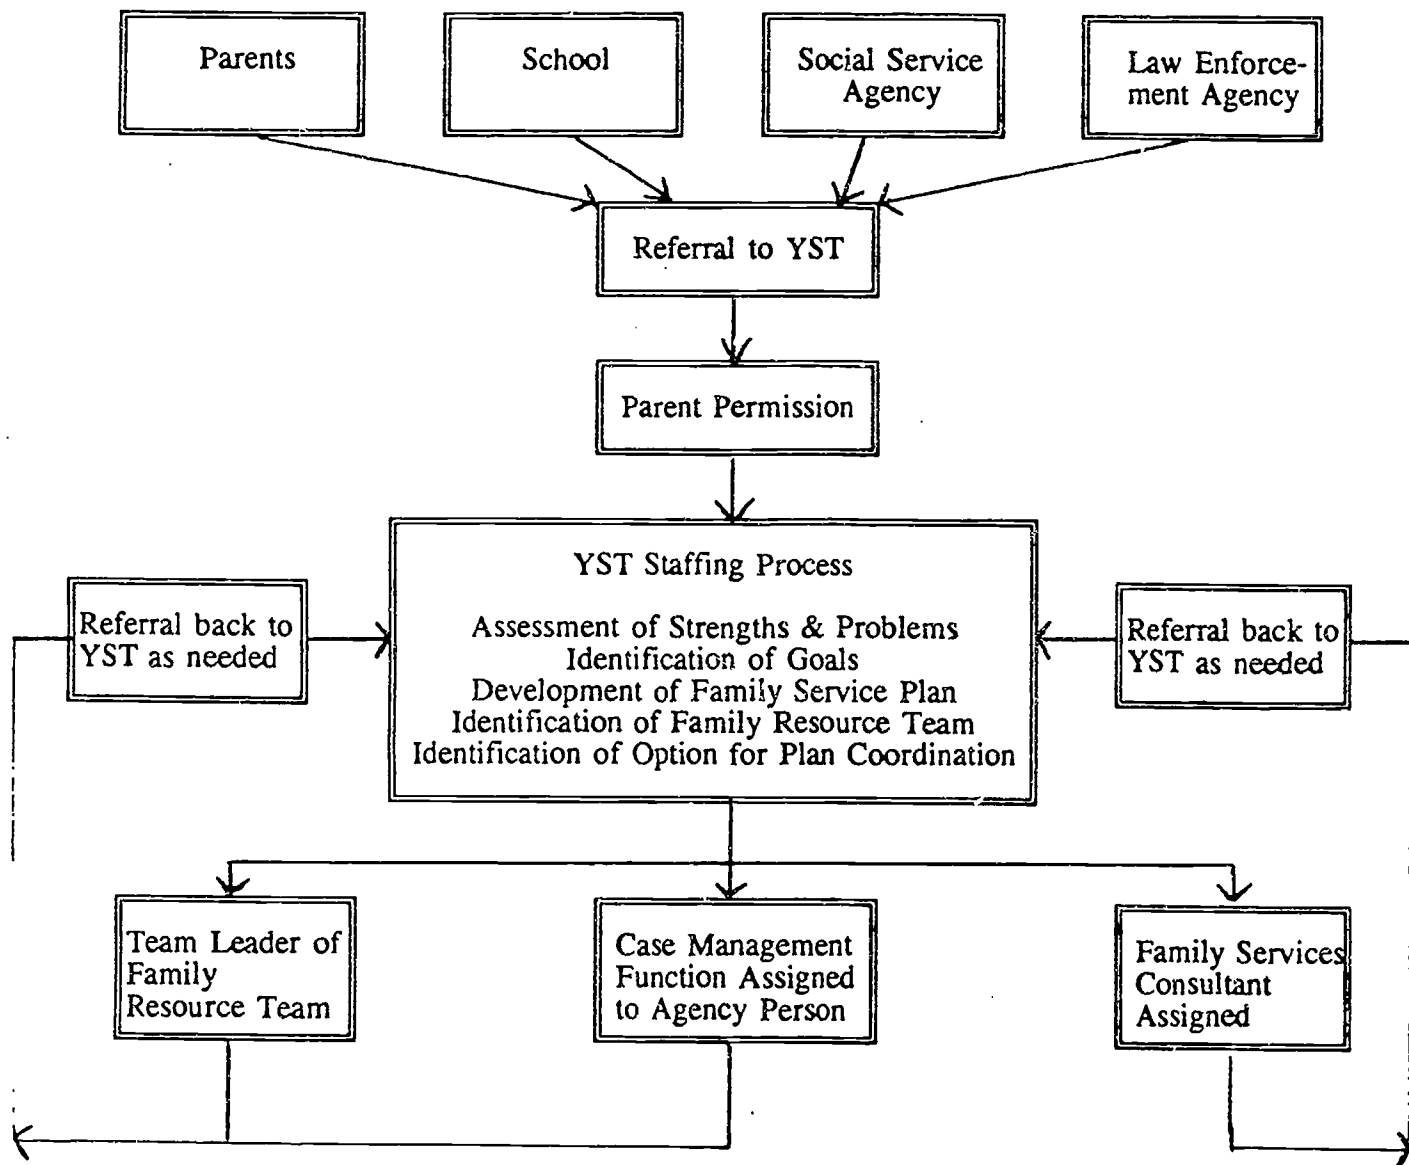 Parents
School
Social Service
Agency
Law Enforce-
ment Agency
Referral to YST
Parent Permission
YST Staffing Process
Assessment of Strengths & Problems
Identification of Goals
Development of Family Service Plan
Identification of Family Resource Team
Identification of Option for Plan Coordination
Referral back to
YST as needed
Referral back to
YST as needed
Team Leader of
Family
Resource Team
Case Management
Function Assigned
to Agency Person
Family Services
Consultant
Assigned